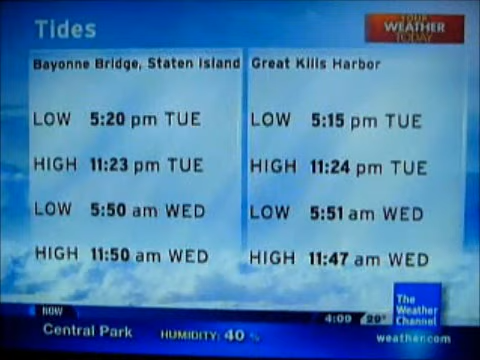 Tides
YOUR
WEATHER
TODAY
Bayonne Bridge, Staten Island
LOW 5:20 pm TUE
HIGH 11:23 pm TUE
LOW 5:50 am WED
HIGH 11:50 am WED
Great Kills Harbor
LOW 5:15 pm TUE
HIGH 11:24 pm TUE
LOW 5:51 am WED
HIGH 11:47 am WED
NOW
4:09 20°
The
Weather
Channel
Central Park HUMIDITY: 40 %
weather.com